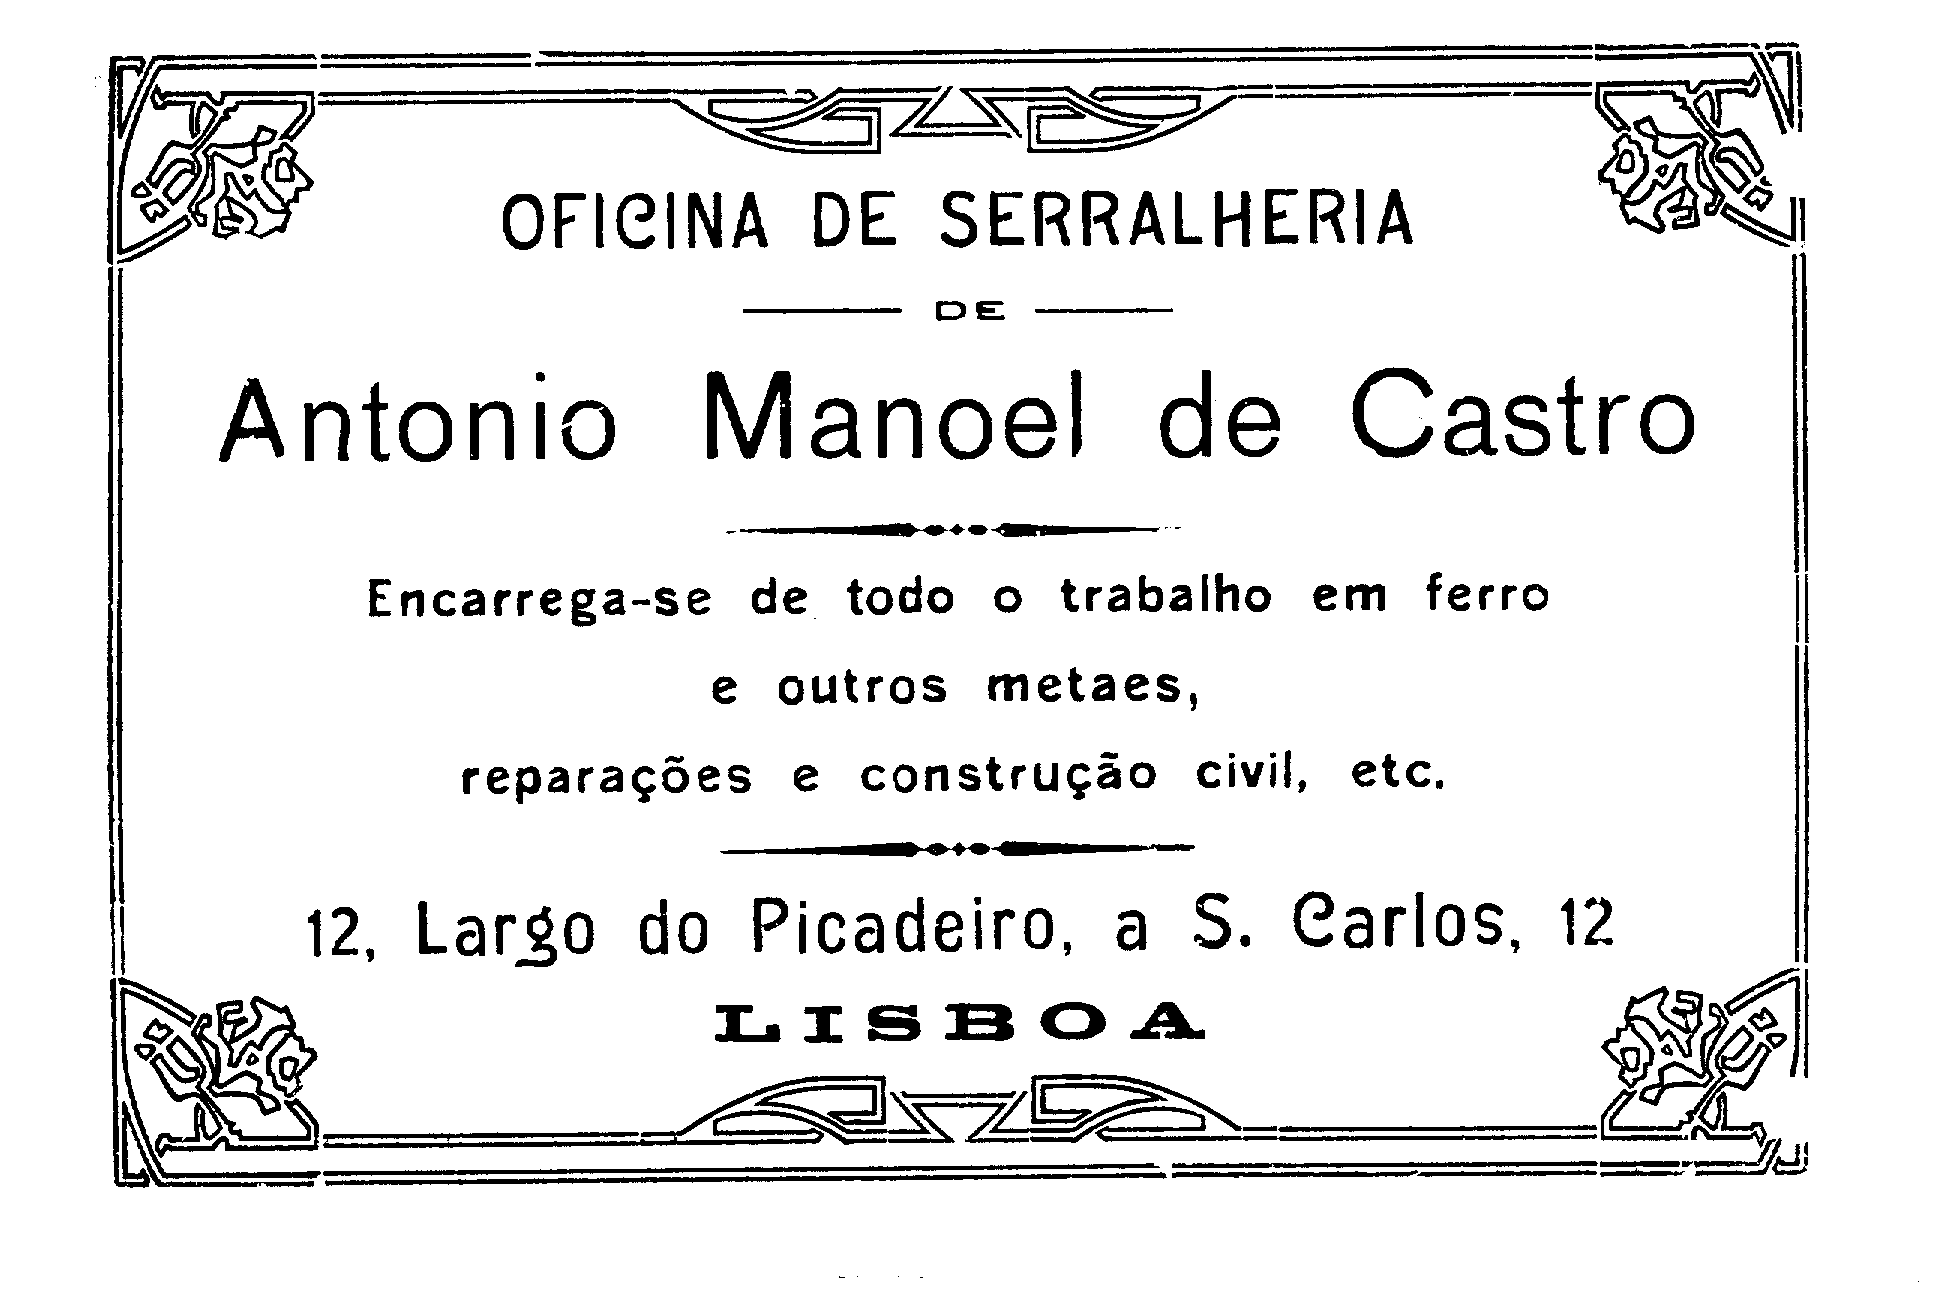 OFICINA DE SERRALHERIA
DE
Antonio Manoel de Castro
Encarrega-se de todo o trabalho em ferro
e outros metaes,
reparações e construção civil, etc.
12, Largo do Picadeiro, a S. Carlos, 12
LISBOA